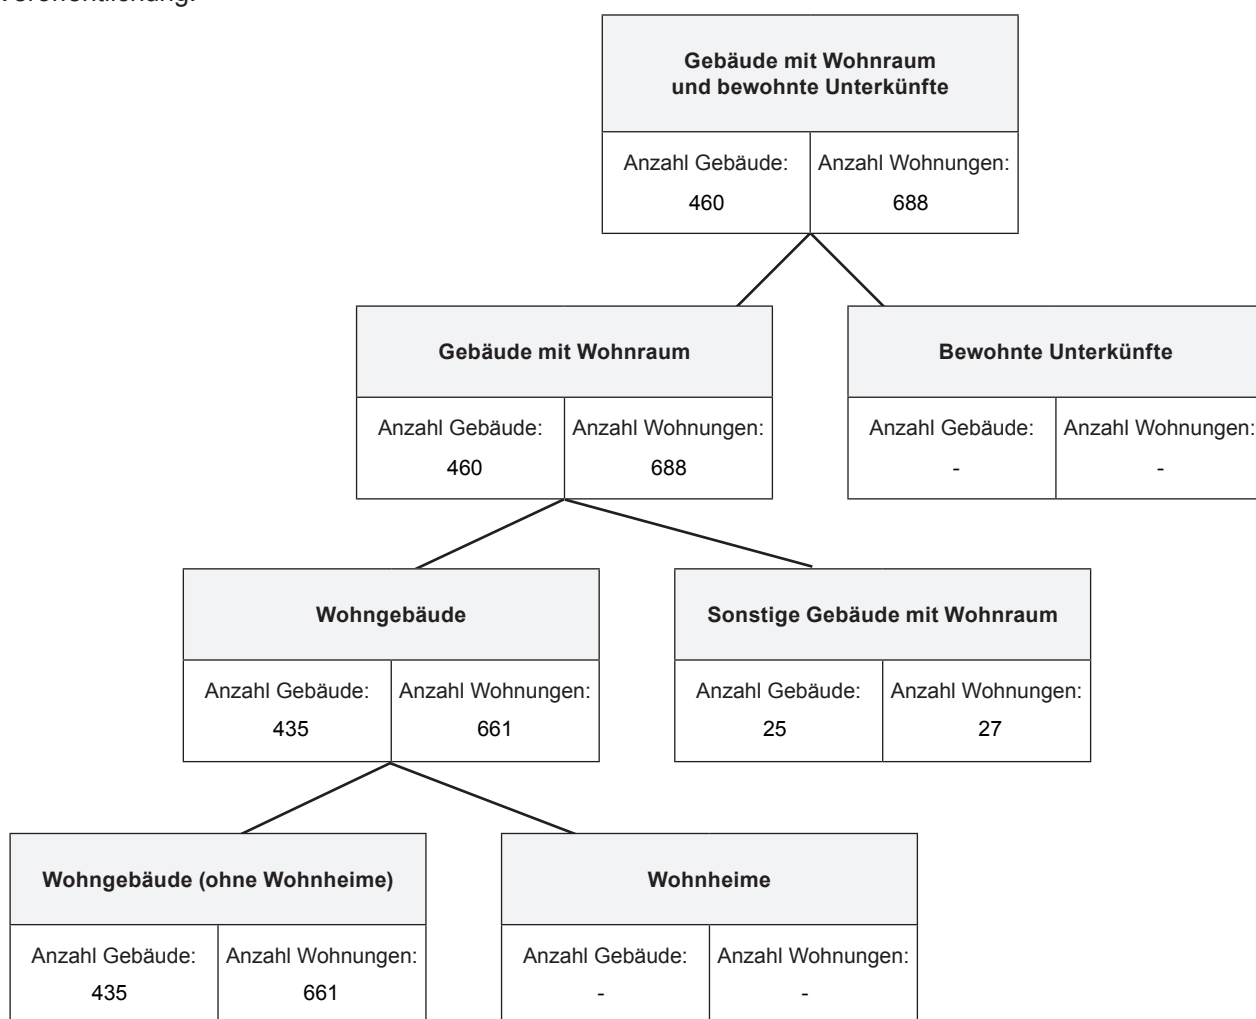 Veröffentlichung.
Gebäude mit Wohnraum
und bewohnte Unterkünfte
Anzahl Gebäude: Anzahl Wohnungen:
460 688
Gebäude mit Wohnraum Bewohnte Unterkünfte
Anzahl Gebäude: Anzahl Wohnungen: Anzahl Gebäude: Anzahl Wohnungen:
460 688 - -
Wohngebäude Sonstige Gebäude mit Wohnraum
Anzahl Gebäude: Anzahl Wohnungen: Anzahl Gebäude: Anzahl Wohnungen:
435 661 25 27
Wohngebäude (ohne Wohnheime) Wohnheime
Anzahl Gebäude: Anzahl Wohnungen: Anzahl Gebäude: Anzahl Wohnungen:
435 661 - -